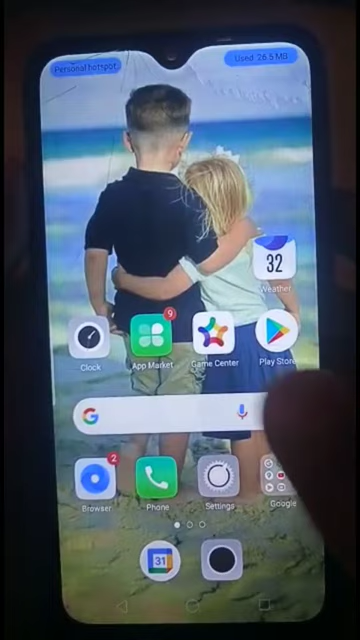 Personal hotspot
Used 26.5 MB
32
Weather
9
Clock
App Market
Game Center
Play Store
G
2
Browser
Phone
Settings
Google
31